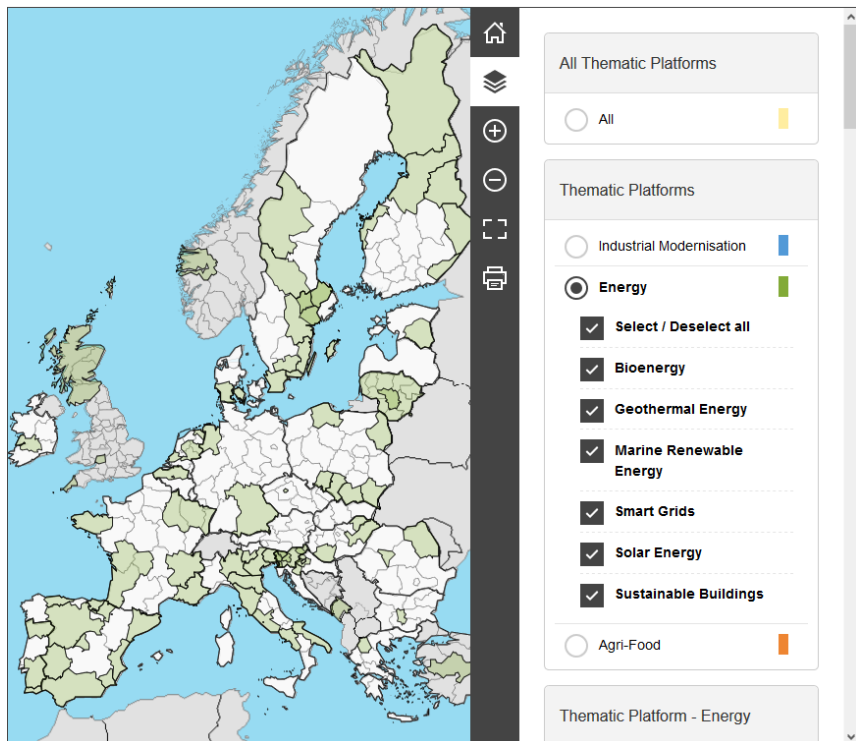 All Thematic Platforms
All
Thematic Platforms
Industrial Modernisation
Energy
Select / Deselect all
Bioenergy
Geothermal Energy
Marine Renewable
Energy
Smart Grids
Solar Energy
Sustainable Buildings
Agri-Food
Thematic Platform - Energy